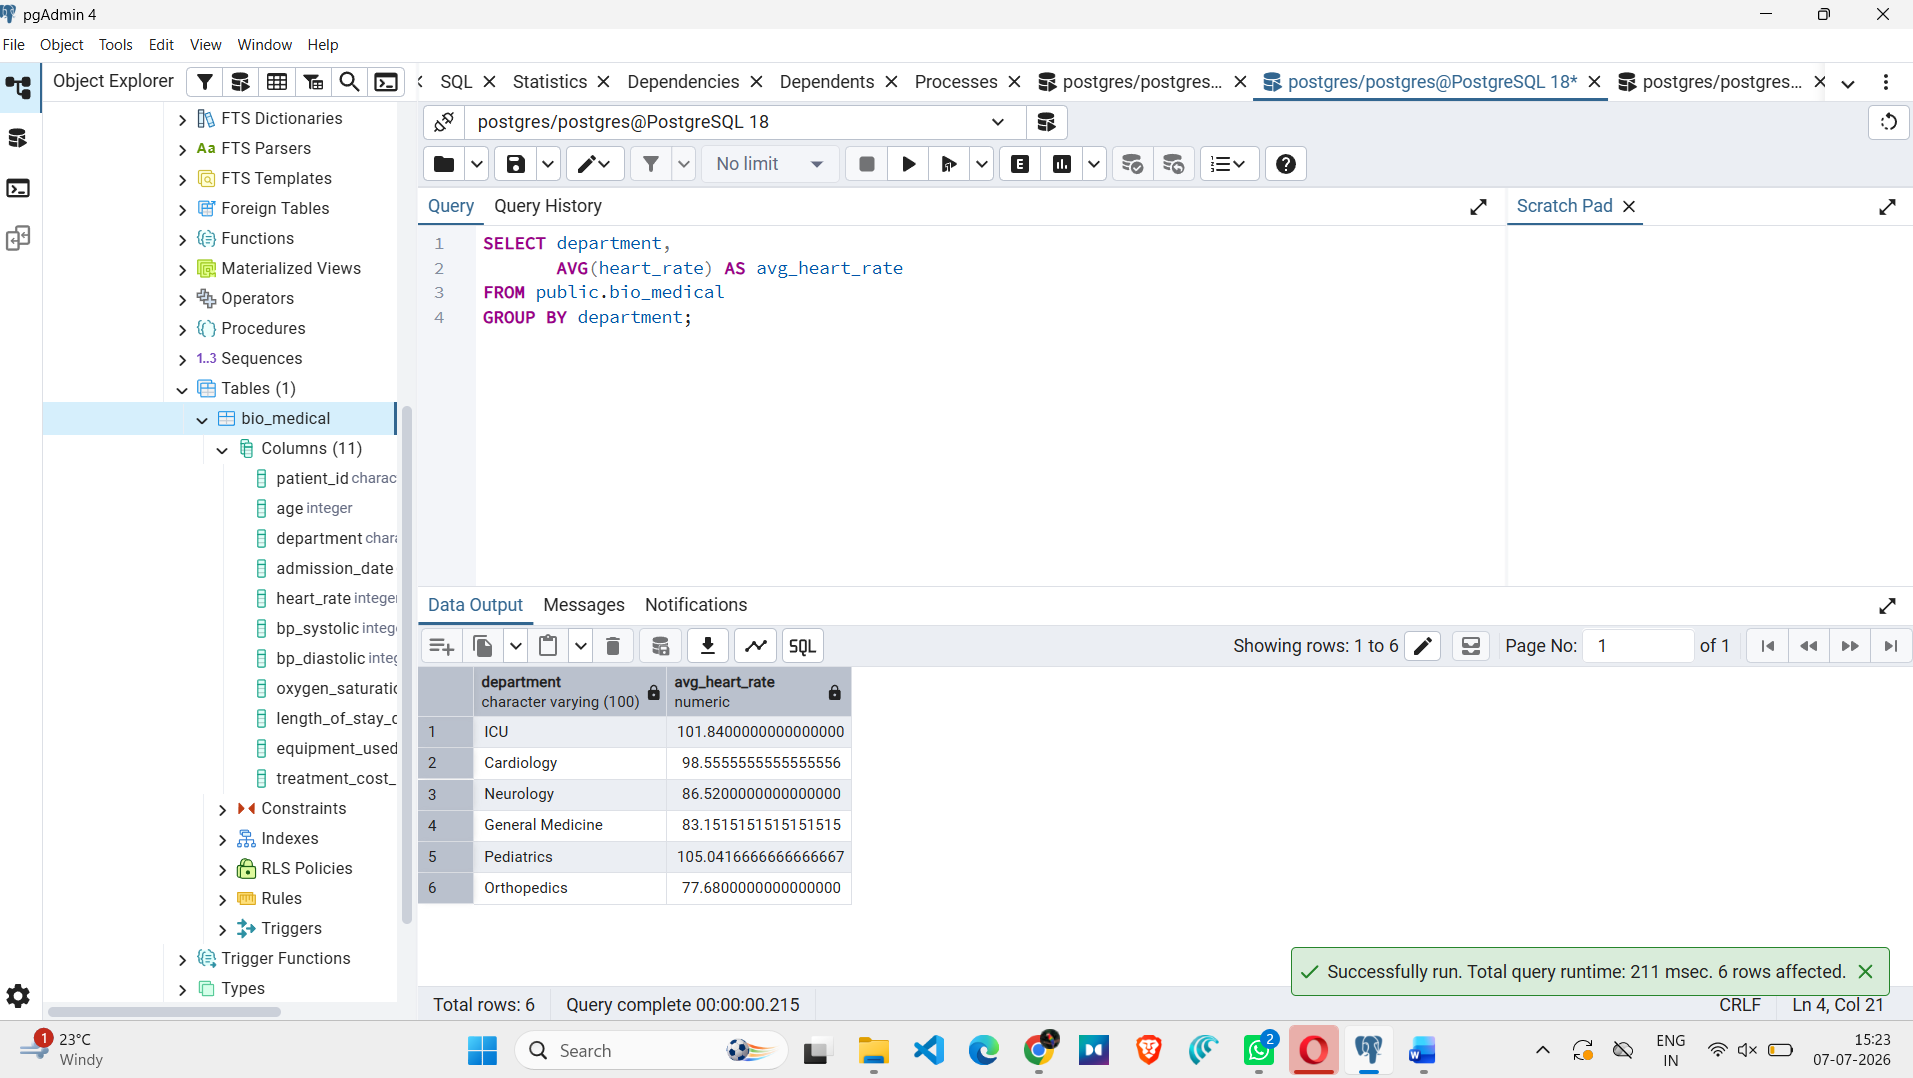 pgAdmin 4
File Object Tools Edit View Window Help
Object Explorer
SQL Statistics Dependencies Dependents Processes postgres/postgres... postgres/postgres@PostgreSQL 18* postgres/postgres...
postgres/postgres@PostgreSQL 18
No limit
E
Query Query History
Scratch Pad
1 SELECT department,
2 AVG(heart_rate) AS avg_heart_rate
3 FROM public.bio_medical
4 GROUP BY department;
FTS Dictionaries
Aa FTS Parsers
FTS Templates
Foreign Tables
Functions
Materialized Views
Operators
Procedures
1..3 Sequences
Tables (1)
bio_medical
Columns (11)
patient_id charac
age integer
department chara
admission_date
heart_rate integer
bp_systolic integ
bp_diastolic integ
oxygen_saturatio
length_of_stay_d
equipment_used
treatment_cost_
Constraints
Indexes
RLS Policies
Rules
Triggers
Trigger Functions
Types
Data Output Messages Notifications
SQL
Showing rows: 1 to 6
Page No: 1 of 1
department avg_heart_rate
character varying (100) numeric
1 ICU 101.8400000000000000
2 Cardiology 98.5555555555555556
3 Neurology 86.5200000000000000
4 General Medicine 83.1515151515151515
5 Pediatrics 105.0416666666666667
6 Orthopedics 77.6800000000000000
Successfully run. Total query runtime: 211 msec. 6 rows affected.
Total rows: 6 Query complete 00:00:00.215
CRLF Ln 4, Col 21
1
23°C
Windy
Search
2
W
ENG
IN
15:23
07-07-2026